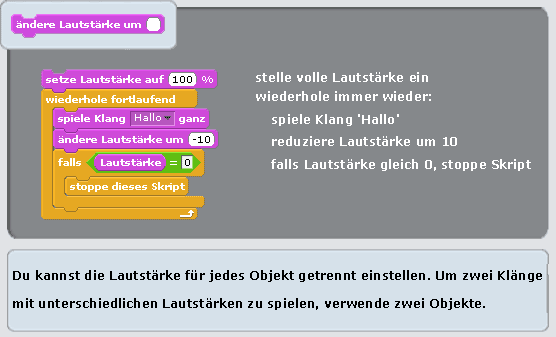 ändere Lautstärke um
setze Lautstärke auf 100 %
wiederhole fortlaufend
spiele Klang Hallo ganz
ändere Lautstärke um -10
falls Lautstärke = 0
stoppe dieses Skript
stelle volle Lautstärke ein
wiederhole immer wieder:
spiele Klang 'Hallo'
reduziere Lautstärke um 10
falls Lautstärke gleich 0, stoppe Skript
Du kannst die Lautstärke für jedes Objekt getrennt einstellen. Um zwei Klänge
mit unterschiedlichen Lautstärken zu spielen, verwende zwei Objekte.